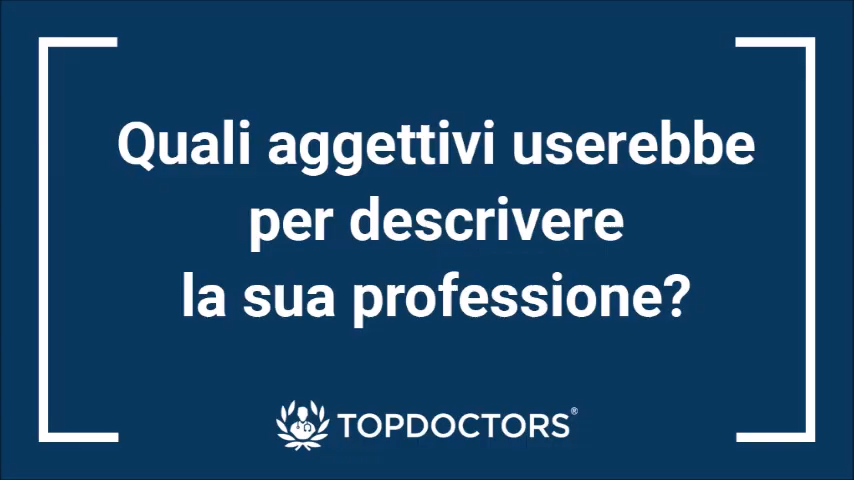 Quali aggettivi userebbe
per descrivere
la sua professione?
TOPDOCTORS®